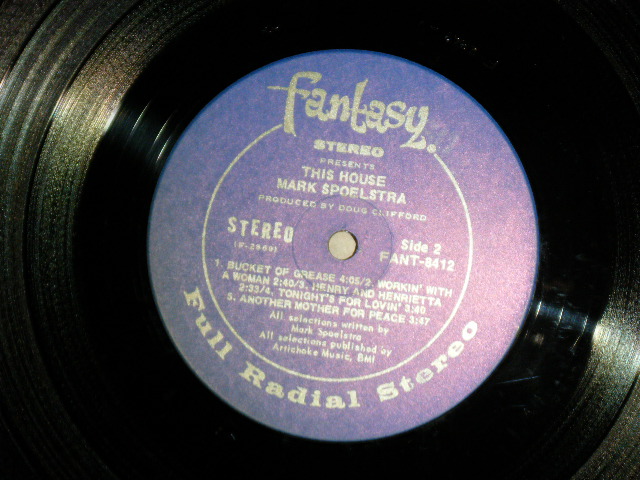 fantasy.
STEREO
PRESENTS
THIS HOUSE
MARK SPOELSTRA
PRODUCED BY DOUG CLIFFORD
STEREO
(F-2969)
Side 2
FANT-8412
1. BUCKET OF GREASE 4:05/2. WORKIN' WITH
A WOMAN 2:40/3. HENRY AND HENRIETTA
2:33/4. TONIGHT'S FOR LOVIN' 3:40
5. ANOTHER MOTHER FOR PEACE 3:47
All selections written by
Mark Spoelstra
All selections published by
Artichoke Music, BMI
Full Radial Stereo